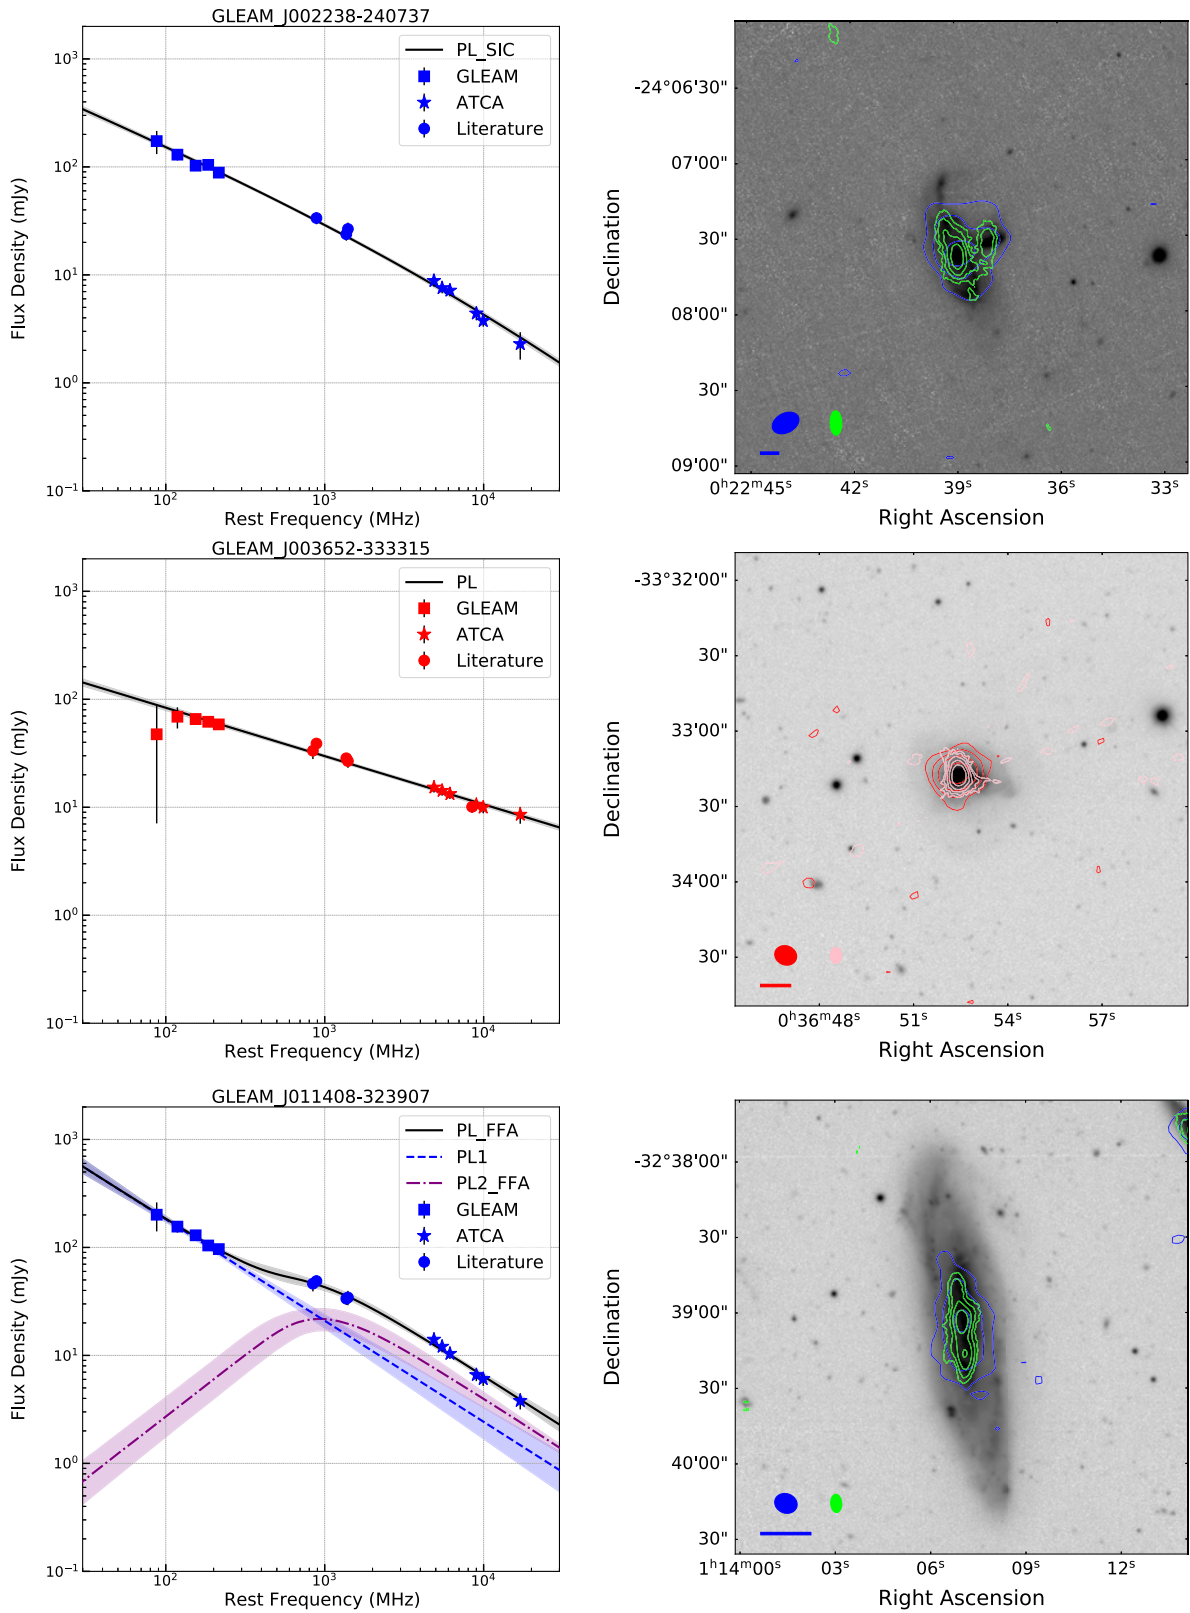 GLEAM_J002238-240737
Flux Density (mJy)
10³
10²
10¹
10⁰
10⁻¹
PL_SIC
GLEAM
ATCA
Literature
10²
10³
10⁴
Rest Frequency (MHz)
Declination
-24°06'30"
07'00"
30"
08'00"
30"
09'00"
0ʰ22ᵐ45ˢ
42ˢ
39ˢ
36ˢ
33ˢ
Right Ascension
GLEAM_J003652-333315
Flux Density (mJy)
10³
10²
10¹
10⁰
10⁻¹
PL
GLEAM
ATCA
Literature
10²
10³
10⁴
Rest Frequency (MHz)
Declination
-33°32'00"
30"
33'00"
30"
34'00"
30"
0ʰ36ᵐ48ˢ
51ˢ
54ˢ
57ˢ
Right Ascension
GLEAM_J011408-323907
Flux Density (mJy)
10³
10²
10¹
10⁰
10⁻¹
PL_FFA
PL1
PL2_FFA
GLEAM
ATCA
Literature
10²
10³
10⁴
Rest Frequency (MHz)
Declination
-32°38'00"
30"
39'00"
30"
40'00"
30"
1ʰ14ᵐ00ˢ
03ˢ
06ˢ
09ˢ
12ˢ
Right Ascension